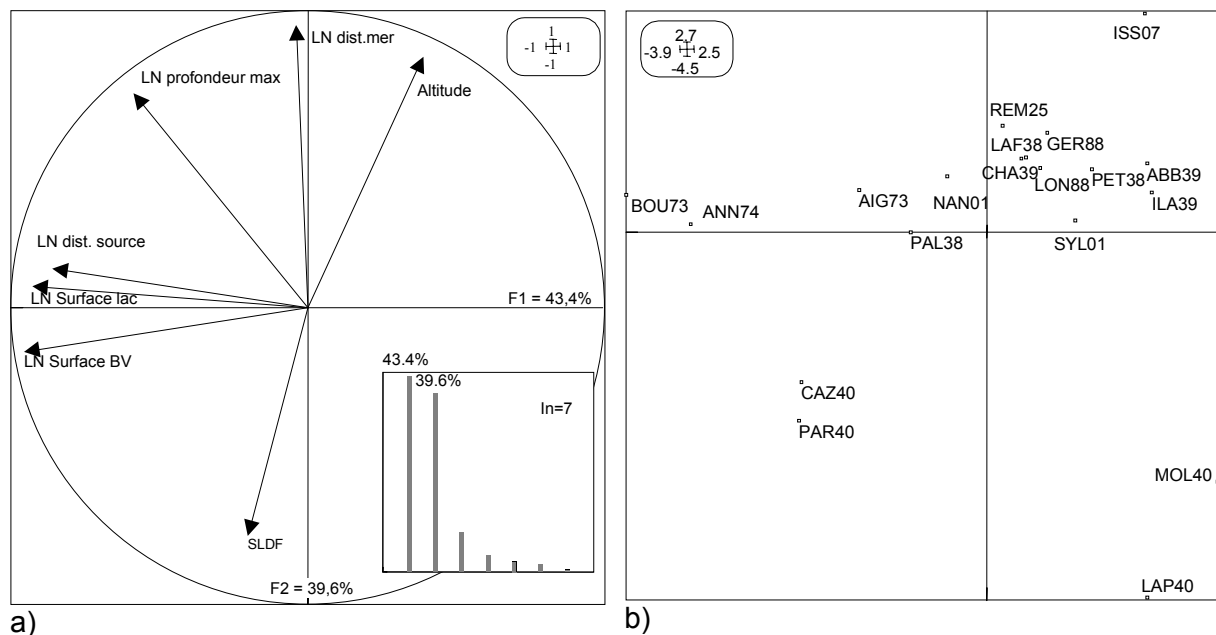 1
-1 1
-1
LN dist.mer
LN profondeur max
Altitude
LN dist. source
LN Surface lac
F1 = 43,4%
LN Surface BV
43.4%
39.6%
In=7
SLDF
F2 = 39,6%
a)
2.7
-3.9 2.5
-4.5
ISS07
REM25
LAF38 GER88
CHA39 LON88 PET38 ABB39
BOU73 ANN74 AIG73 NAN01 ILA39
PAL38 SYL01
CAZ40
PAR40
MOL40
LAP40
b)